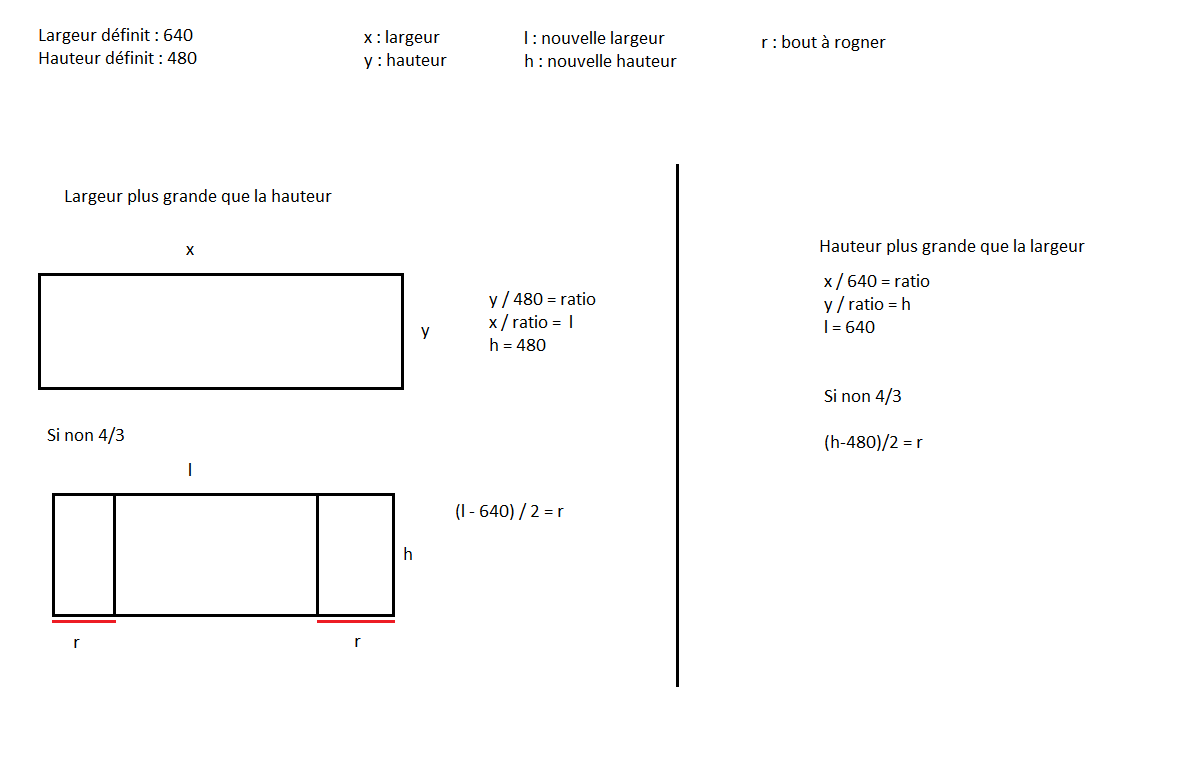 Largeur définit : 640
Hauteur définit : 480
x : largeur
y : hauteur
l : nouvelle largeur
h : nouvelle hauteur
r : bout à rogner
Largeur plus grande que la hauteur
x
y
y / 480 = ratio
x / ratio = l
h = 480
Si non 4/3
l
h
(l - 640) / 2 = r
r
r
Hauteur plus grande que la largeur
x / 640 = ratio
y / ratio = h
l = 640
Si non 4/3
(h-480)/2 = r